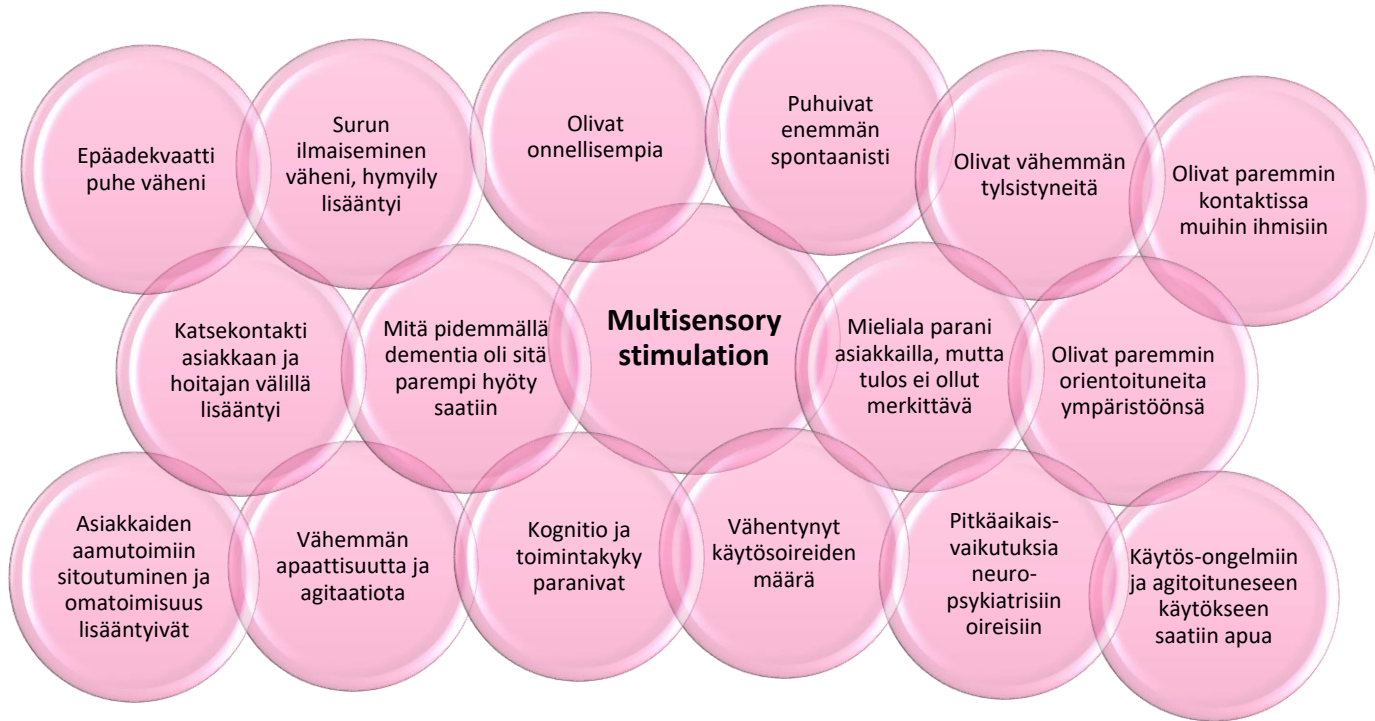 Epäadekvaatti
puhe väheni
Surun
ilmaiseminen
väheni, hymyily
lisääntyi
Olivat
onnellisempia
Puhuivat
enemmän
spontaanisti
Olivat vähemmän
tylsistyneitä
Olivat paremmin
kontaktissa
muihin ihmisiin
Katsekontakti
asiakkaan ja
hoitajan välillä
lisääntyi
Mitä pidemmällä
dementia oli sitä
parempi hyöty
saatiin
Multisensory
stimulation
Mieliala parani
asiakkailla, mutta
tulos ei ollut
merkittävä
Olivat paremmin
orientoituneita
ympäristöönsä
Asiakkaiden
aamutoimiin
sitoutuminen ja
omatoimisuus
lisääntyivät
Vähemmän
apaattisuutta ja
agitaatiota
Kognitio ja
toimintakyky
paranivat
Vähentynyt
käytösoireiden
määrä
Pitkäaikais-
vaikutuksia
neuro-
psykiatrisiin
oireisiin
Käytös-ongelmiin
ja agitoituneseen
käytökseen
saatiin apua